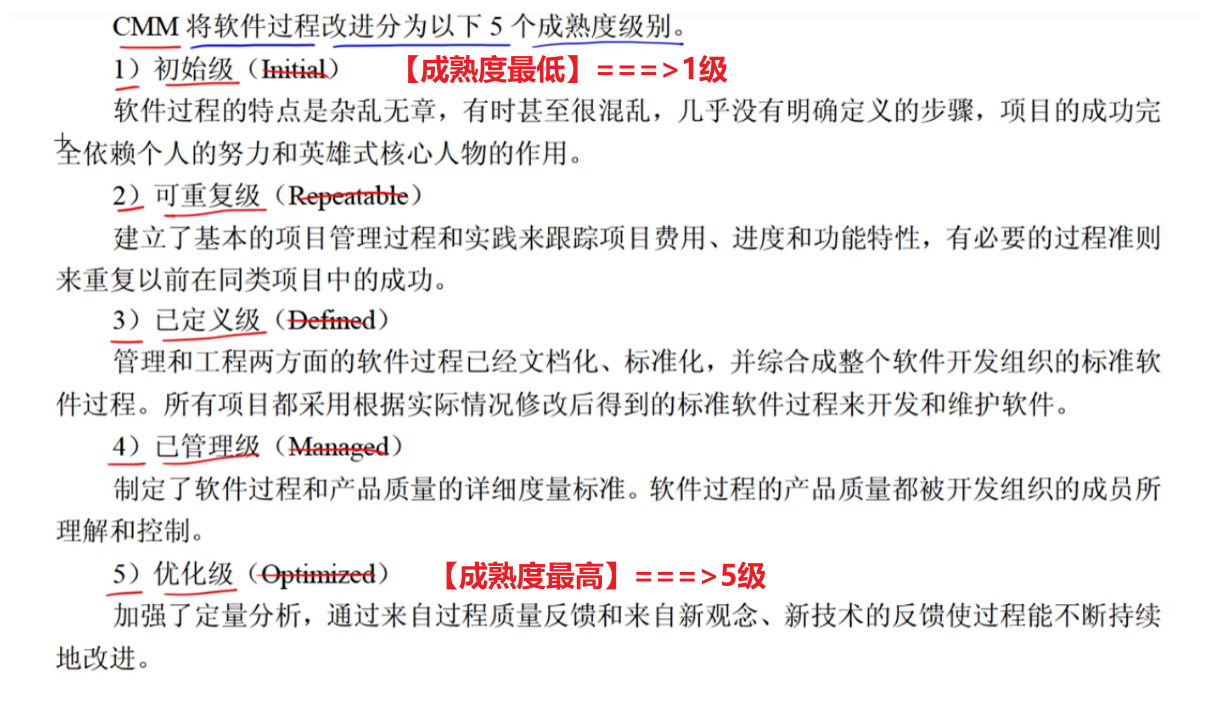 CMM 将软件过程改进分为以下 5 个成熟度级别。
1）初始级（Initial） 【成熟度最低】===>1级
软件过程的特点是杂乱无章，有时甚至很混乱，几乎没有明确定义的步骤，项目的成功完
全依赖个人的努力和英雄式核心人物的作用。
2）可重复级（Repeatable）
建立了基本的项目管理过程和实践来跟踪项目费用、进度和功能特性，有必要的过程准则
来重复以前在同类项目中的成功。
3）已定义级（Defined）
管理和工程两方面的软件过程已经文档化、标准化，并综合成整个软件开发组织的标准软
件过程。所有项目都采用根据实际情况修改后得到的标准软件过程来开发和维护软件。
4）已管理级（Managed）
制定了软件过程和产品质量的详细度量标准。软件过程的产品质量都被开发组织的成员所
理解和控制。
5）优化级（Optimized） 【成熟度最高】===>5级
加强了定量分析，通过来自过程质量反馈和来自新观念、新技术的反馈使过程能不断持续
地改进。